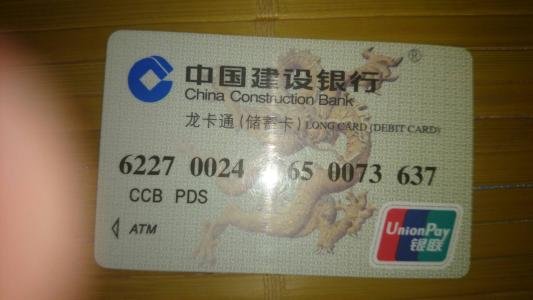 ®
中国建设银行
China Construction Bank
龙卡通(储蓄卡) LONG CARD (DEBIT CARD)
6227 0024 65 0073 637
CCB PDS
ATM
UnionPay
银联